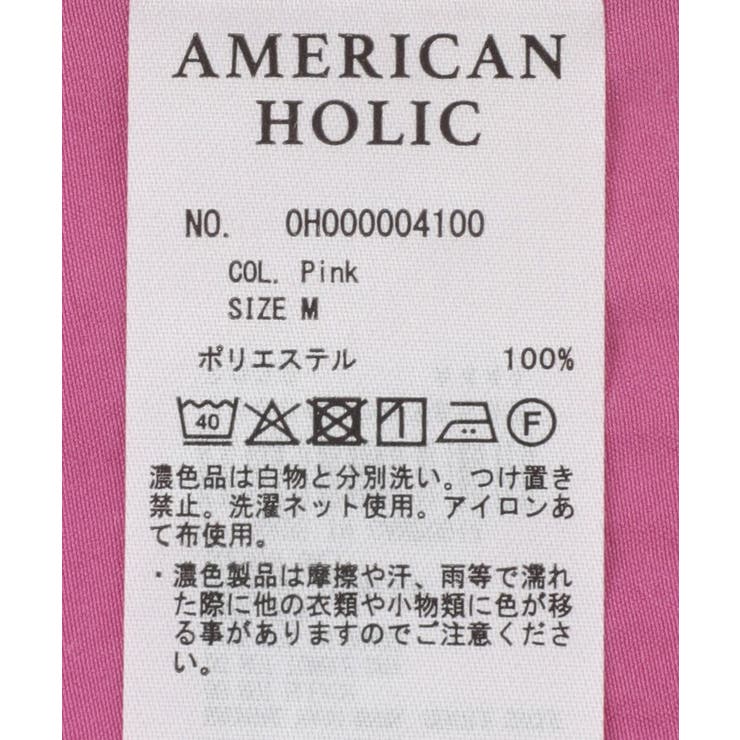 AMERICAN
HOLIC
NO. 0H000004100
COL. Pink
SIZE M
ポリエステル 100%
40 F
濃色品は白物と分別洗い。つけ置き
禁止。洗濯ネット使用。アイロンあ
て布使用。
・濃色製品は摩擦や汗、雨等で濡れ
た際に他の衣類や小物類に色が移
る事がありますのでご注意くださ
い。